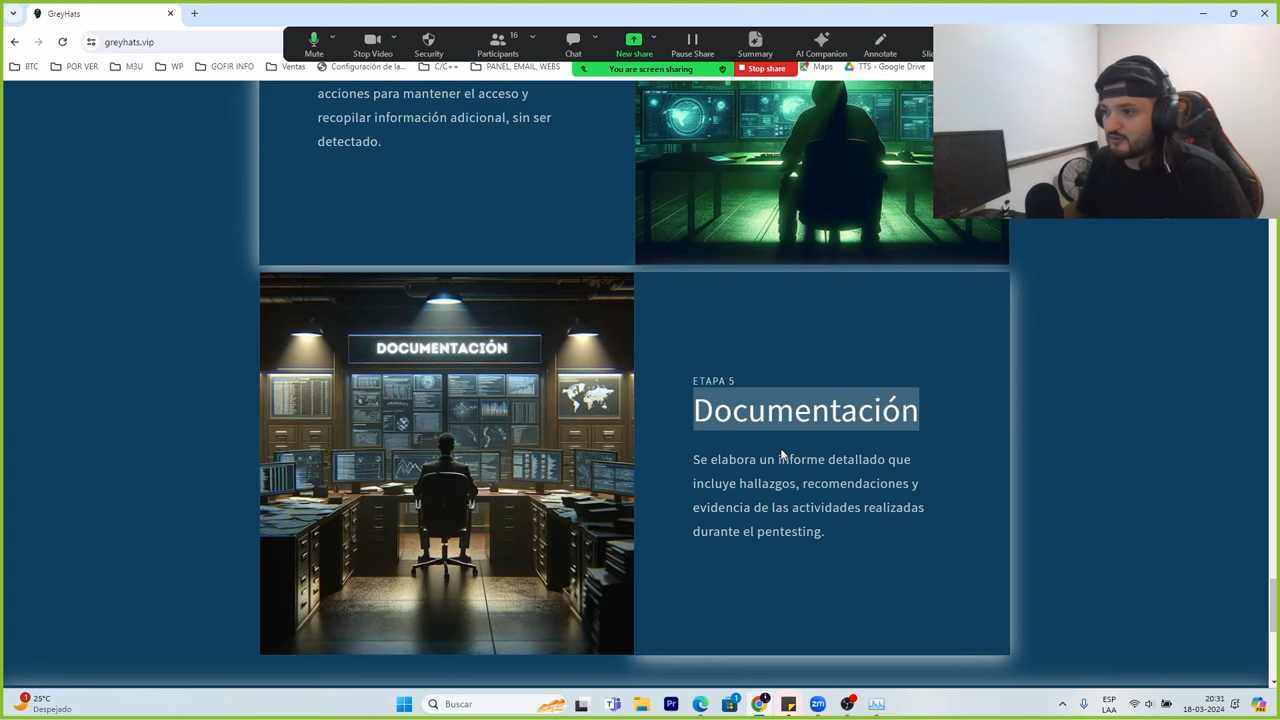 GreyHats
greyhats.vip
16
Mute
Stop Video
Security
Participants
Chat
New share
Pause Share
Summary
AI Companion
Annotate
You are screen sharing
Stop share
BTC
POR VER
M3U
WP
GOFIR INFO
Ventas
Configuración de la...
C/C++
PANEL, EMAIL, WEBS
Maps
TTS - Google Drive
acciones para mantener el acceso y
recopilar información adicional, sin ser
detectado.
DOCUMENTACIÓN
ETAPA 5
Documentación
Se elabora un informe detallado que
incluye hallazgos, recomendaciones y
evidencia de las actividades realizadas
durante el pentesting.
1
25°C
Despejado
Buscar
ESP
LAA
20:31
18-03-2024